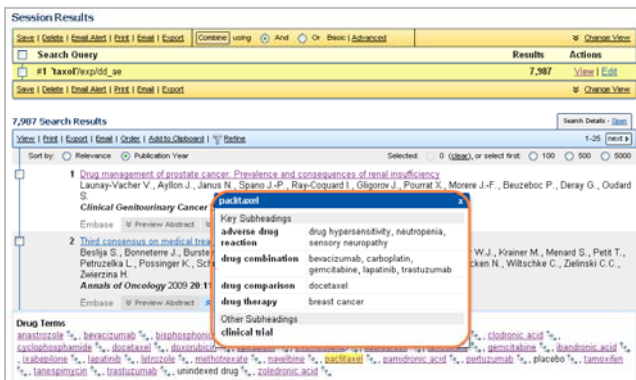 Session Results
Save | Delete | Email Alert | Print | Email | Export Combine using And Or Basic | Advanced Change View
Search Query Results Actions
#1 'taxol'/exp/dd_ae 7,987 View | Edit
Save | Delete | Email Alert | Print | Email | Export Change View
7,987 Search Results Search Details - Open
View | Print | Export | Email | Order | Add to Clipboard | Refine 1-25 next
Sort by: Relevance Publication Year Selected: 0 (clear), or select first: 100 500 5000
1 Drug management of prostate cancer: Prevalence and consequences of renal insufficiency
Launay-Vacher V., Ayllon J., Janus N., Spano J.-P., Ray-Coquard I., Gligorov J., Pourrat X., Morere J.-F., Beuzeboc P., Deray G., Oudard
S.
Clinical Genitourinary Cancer
Embase Preview Abstract
2 Third consensus on medical trea
Beslija S., Bonneterre J., Burste W.J., Krainer M., Menard S., Petit T.,
Petruzelka L., Possinger K., Sch cken N., Wiltschke C., Zielinski C.C.,
Zwierzina H.
Annals of Oncology 2009 20:11
Embase Preview Abstract
paclitaxel x
Key Subheadings
adverse drug reaction drug hypersensitivity, neutropenia, sensory neuropathy
drug combination bevacizumab, carboplatin, gemcitabine, lapatinib, trastuzumab
drug comparison docetaxel
drug therapy breast cancer
Other Subheadings
clinical trial
Drug Terms
anastrozole, bevacizumab, bisphosphoni clodronic acid,
cyclophosphamide, docetaxel, doxorubicin gemcitabine, ibandronic acid
, ixabepilone, lapatinib, letrozole, methotrexate, navelbine, paclitaxel, pamidronic acid, pertuzumab, placebo, tamoxifen
, tanespimycin, trastuzumab, unindexed drug, zoledronic acid